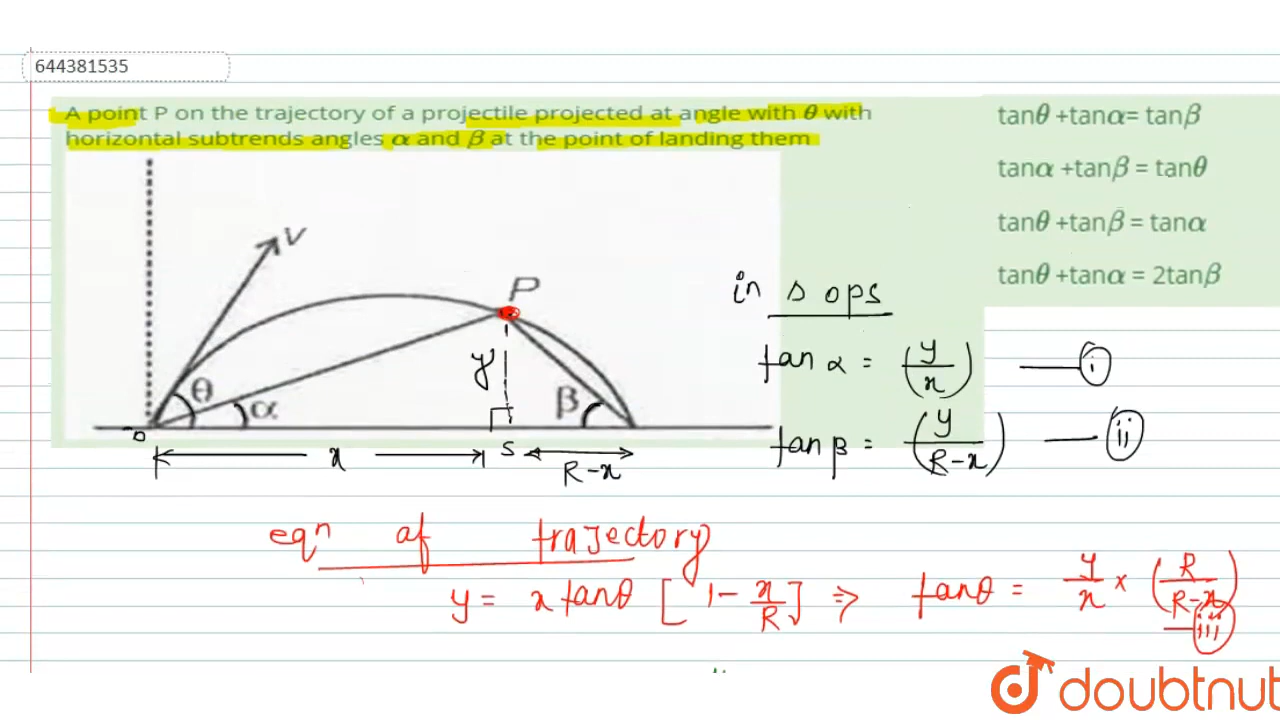 644381535
A point P on the trajectory of a projectile projected at angle with θ with
horizontal subtrends angles α and β at the point of landing them
tanθ +tanα= tanβ
tanα +tanβ = tanθ
tanθ +tanβ = tanα
tanθ +tanα = 2tanβ
V
P
θ
α
β
y
o
x
S
R-x
in Δ ops
tan α = (y/x) — (i)
tan β = (y/R-x) — (ii)
eqn of trajectory
y = x tanθ [1 - x/R] ⇒ tanθ = y/x × (R/R-x)
— (iii)
doubtnut